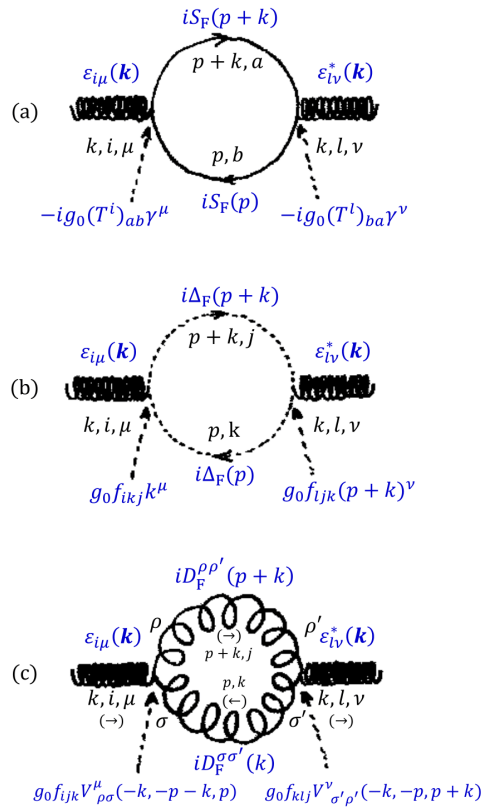 iS_F(p + k)
ε_{iμ}(k)
p + k, a
ε^*_{lν}(k)
(a)
k, i, μ
p, b
k, l, ν
iS_F(p)
−ig_0(T^i)_{ab}γ^μ
−ig_0(T^l)_{ba}γ^ν
iΔ_F(p + k)
ε_{iμ}(k)
p + k, j
ε^*_{lν}(k)
(b)
k, i, μ
p, k
k, l, ν
iΔ_F(p)
g_0f_{ikj}k^μ
g_0f_{ljk}(p + k)^ν
iD_F^{ρρ′}(p + k)
ε_{iμ}(k)
ρ
ρ′
ε^*_{lν}(k)
(→)
p + k, j
(c)
p, k
(←)
k, i, μ
(→)
σ
σ′
k, l, ν
(→)
iD_F^{σσ′}(k)
g_0f_{ijk}V^μ_{ρσ}(−k, −p − k, p)
g_0f_{klj}V^ν_{σ′ρ′}(−k, −p, p + k)